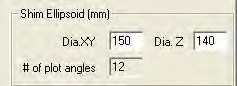 Shim Ellipsoid (mm)
Dia.XY 150 Dia. Z 140
# of plot angles 12